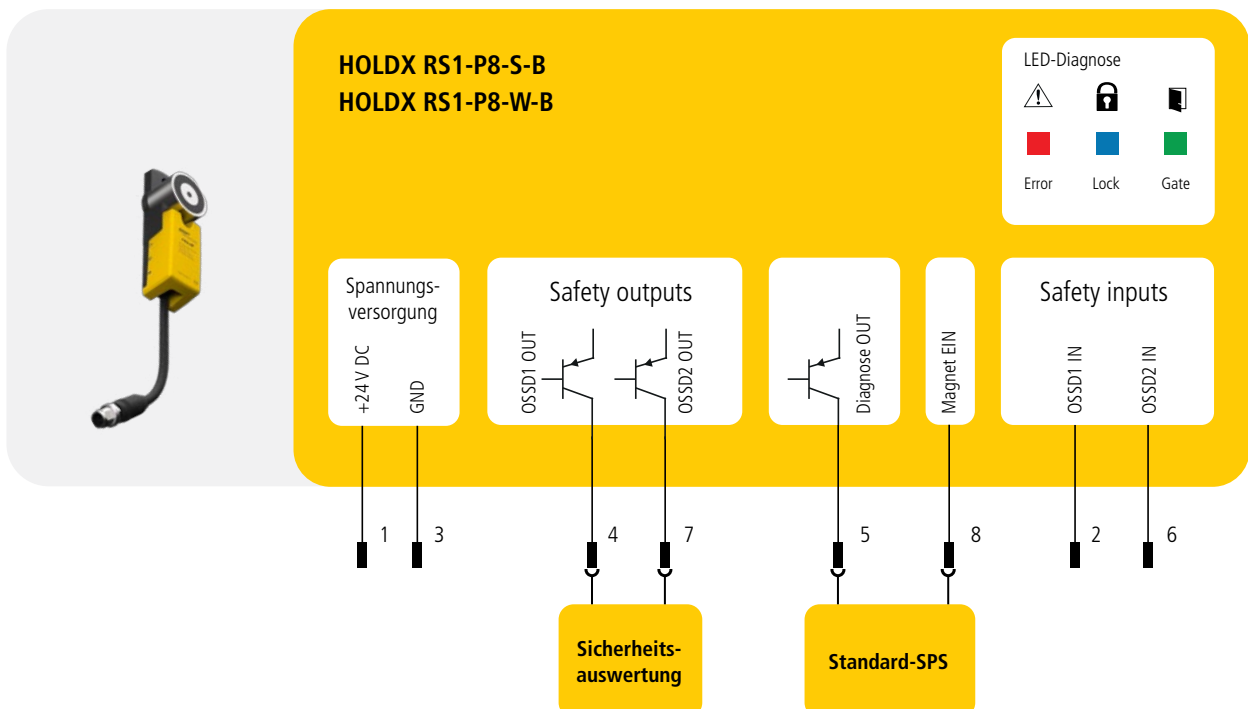 HOLDX RS1-P8-S-B
HOLDX RS1-P8-W-B
LED-Diagnose
Error
Lock
Gate
Spannungs-
versorgung
+24 V DC
GND
Safety outputs
OSSD1 OUT
OSSD2 OUT
Diagnose OUT
Magnet EIN
Safety inputs
OSSD1 IN
OSSD2 IN
1
3
4
7
5
8
2
6
Sicherheits-
auswertung
Standard-SPS